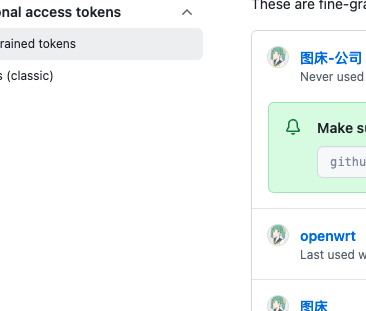 onal access tokens
rained tokens
s (classic)
These are fine-gra
图床-公司
Never used
Make su
githu
openwrt
Last used w
图床